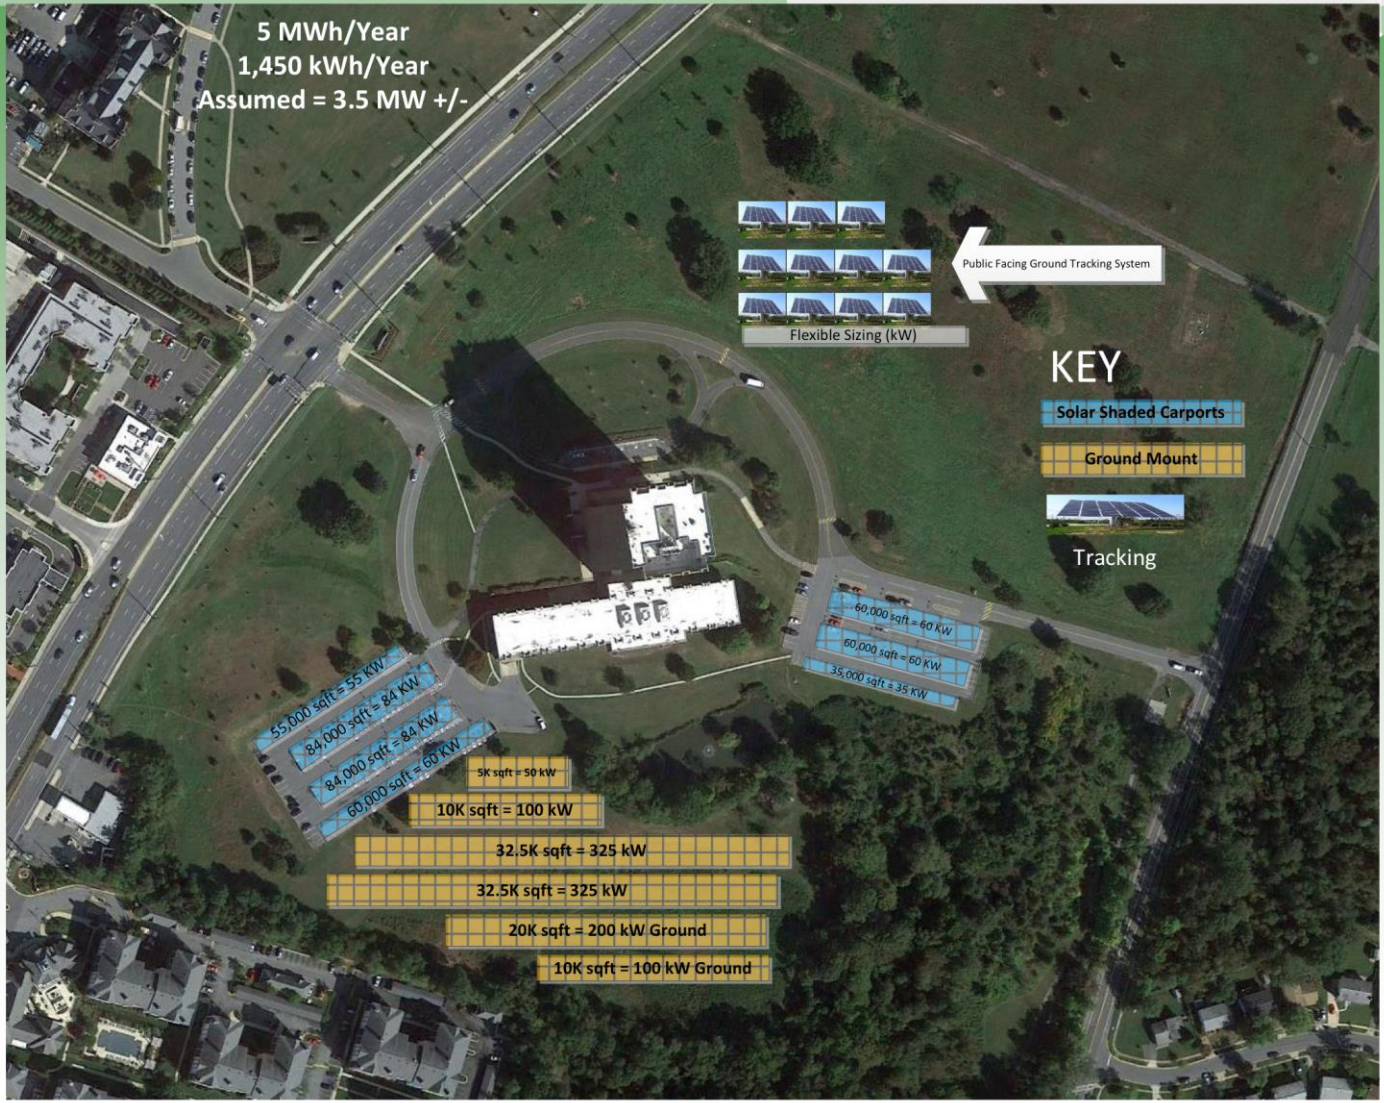 5 MWh/Year
1,450 kWh/Year
Assumed = 3.5 MW +/-
Public Facing Ground Tracking System
Flexible Sizing (kW)
KEY
Solar Shaded Carports
Ground Mount
Tracking
60,000 sqft = 60 KW
60,000 sqft = 60 KW
35,000 sqft = 35 KW
55,000 sqft = 55 KW
84,000 sqft = 84 KW
84,000 sqft = 84 KW
60,000 sqft = 60 KW
5K sqft = 50 kW
10K sqft = 100 kW
32.5K sqft = 325 kW
32.5K sqft = 325 kW
20K sqft = 200 kW Ground
10K sqft = 100 kW Ground